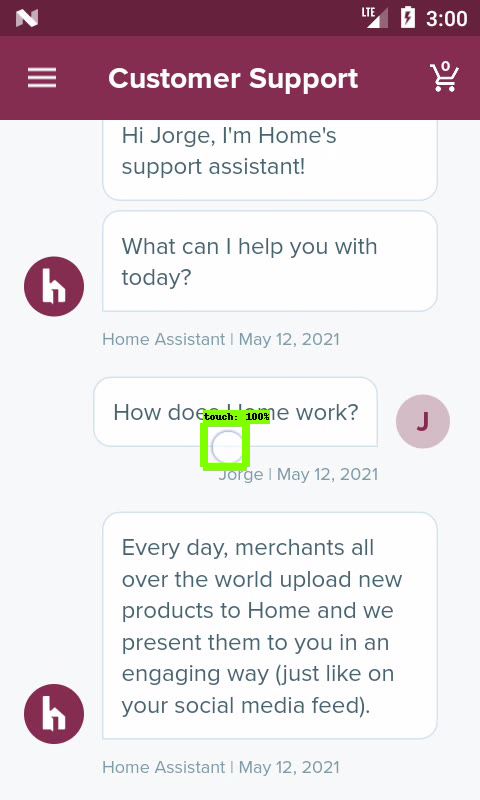 LTE 3:00
Customer Support
0
Hi Jorge, I'm Home's
support assistant!
What can I help you with
today?
h
Home Assistant | May 12, 2021
How does Home work?
J
touch: 100%
Jorge | May 12, 2021
Every day, merchants all
over the world upload new
products to Home and we
present them to you in an
engaging way (just like on
your social media feed).
h
Home Assistant | May 12, 2021